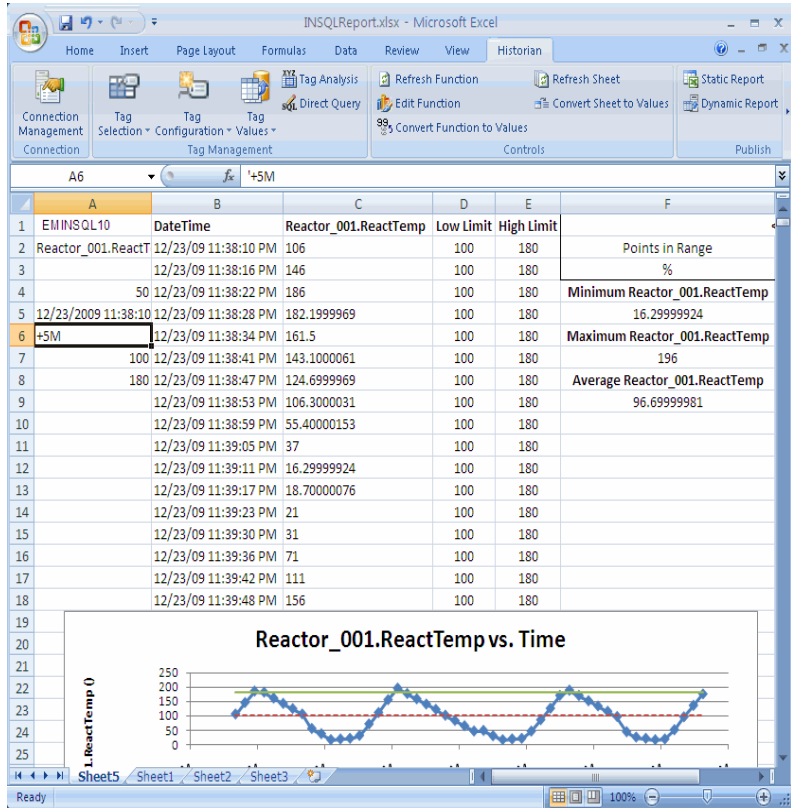 INSQLReport.xlsx - Microsoft Excel
Home Insert Page Layout Formulas Data Review View Historian
Connection Management
Tag Selection
Tag Configuration
Tag Values
XYZ Tag Analysis
SQL Direct Query
Refresh Function
Edit Function
Convert Function to Values
Refresh Sheet
Convert Sheet to Values
Static Report
Dynamic Report
Connection Tag Management Controls Publish
A6 fx '+5M
A B C D E F
1 EMINSQL10 DateTime Reactor_001.ReactTemp Low Limit High Limit
2 Reactor_001.ReactT 12/23/09 11:38:10 PM 106 100 180 Points in Range
3 12/23/09 11:38:16 PM 146 100 180 %
4 50 12/23/09 11:38:22 PM 186 100 180 Minimum Reactor_001.ReactTemp
5 12/23/2009 11:38:10 12/23/09 11:38:28 PM 182.1999969 100 180 16.29999924
6 +5M 12/23/09 11:38:34 PM 161.5 100 180 Maximum Reactor_001.ReactTemp
7 100 12/23/09 11:38:41 PM 143.1000061 100 180 196
8 180 12/23/09 11:38:47 PM 124.6999969 100 180 Average Reactor_001.ReactTemp
9 12/23/09 11:38:53 PM 106.3000031 100 180 96.69999981
10 12/23/09 11:38:59 PM 55.40000153 100 180
11 12/23/09 11:39:05 PM 37 100 180
12 12/23/09 11:39:11 PM 16.29999924 100 180
13 12/23/09 11:39:17 PM 18.70000076 100 180
14 12/23/09 11:39:23 PM 21 100 180
15 12/23/09 11:39:30 PM 31 100 180
16 12/23/09 11:39:36 PM 71 100 180
17 12/23/09 11:39:42 PM 111 100 180
18 12/23/09 11:39:48 PM 156 100 180
19
20
21
22
23
24
25
Reactor_001.ReactTemp vs. Time
1.ReactTemp ()
250
200
150
100
50
0
Sheet5 Sheet1 Sheet2 Sheet3
Ready 100%